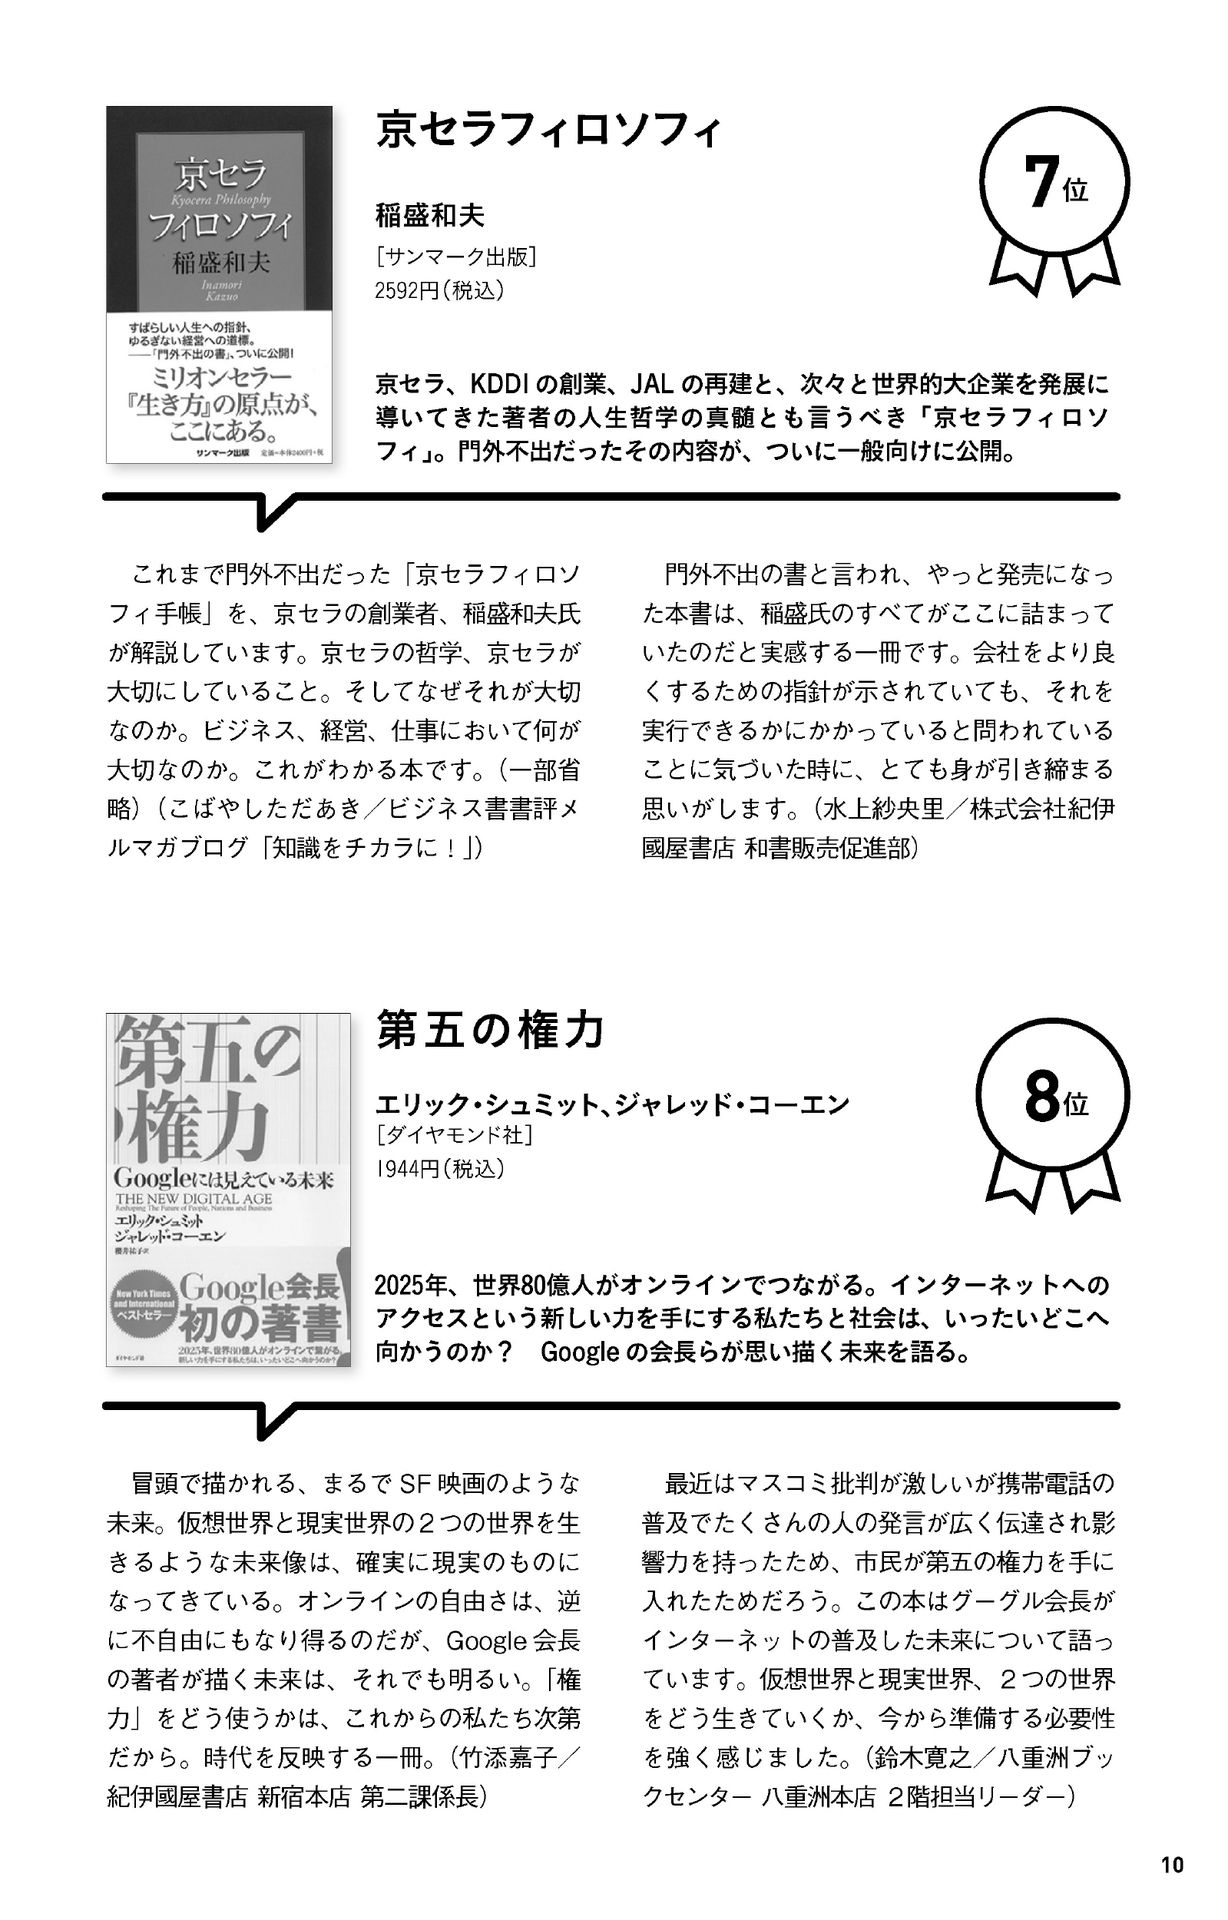 京セラ
Kyocera Philosophy
フィロソフィ
稲盛和夫
Inamori
Kazuo
すばらしい人生への指針、
ゆるぎない経営への道標。
――「門外不出の書」、ついに公開!
ミリオンセラー
『生き方』の原点が、
ここにある。
サンマーク出版 定価=本体2400円+税
京セラフィロソフィ
稲盛和夫
［サンマーク出版］
2592円（税込）
7位
京セラ、KDDIの創業、JALの再建と、次々と世界的大企業を発展に
導いてきた著者の人生哲学の真髄とも言うべき「京セラフィロソ
フィ」。門外不出だったその内容が、ついに一般向けに公開。
これまで門外不出だった「京セラフィロソ
フィ手帳」を、京セラの創業者、稲盛和夫氏
が解説しています。京セラの哲学、京セラが
大切にしていること。そしてなぜそれが大切
なのか。ビジネス、経営、仕事において何が
大切なのか。これがわかる本です。（一部省
略）（こばやしただあき／ビジネス書書評メ
ルマガブログ「知識をチカラに！」）
門外不出の書と言われ、やっと発売になっ
た本書は、稲盛氏のすべてがここに詰まって
いたのだと実感する一冊です。会社をより良
くするための指針が示されていても、それを
実行できるかにかかっていると問われている
ことに気づいた時に、とても身が引き締まる
思いがします。（水上紗央里／株式会社紀伊
國屋書店 和書販売促進部）
第五の
権力
Googleには見えている未来
THE NEW DIGITAL AGE
Reshaping The Future of People, Nations and Business
エリック・シュミット
ジャレッド・コーエン
櫻井祐子訳
New York Times
and International
ベストセラー
Google会長
初の著書
2025年、世界80億人がオンラインで繋がる。
新しい力を手にする私たちは、いったいどこへ向かうのか?
ダイヤモンド社
第五の権力
エリック・シュミット、ジャレッド・コーエン
［ダイヤモンド社］
1944円（税込）
8位
2025年、世界80億人がオンラインでつながる。インターネットへの
アクセスという新しい力を手にする私たちと社会は、いったいどこへ
向かうのか？　Googleの会長らが思い描く未来を語る。
冒頭で描かれる、まるでSF映画のような
未来。仮想世界と現実世界の２つの世界を生
きるような未来像は、確実に現実のものに
なってきている。オンラインの自由さは、逆
に不自由にもなり得るのだが、Google会長
の著者が描く未来は、それでも明るい。「権
力」をどう使うかは、これからの私たち次第
だから。時代を反映する一冊。（竹添嘉子／
紀伊國屋書店 新宿本店 第二課係長）
最近はマスコミ批判が激しいが携帯電話の
普及でたくさんの人の発言が広く伝達され影
響力を持ったため、市民が第五の権力を手に
入れたためだろう。この本はグーグル会長が
インターネットの普及した未来について語っ
ています。仮想世界と現実世界、２つの世界
をどう生きていくか、今から準備する必要性
を強く感じました。（鈴木寛之／八重洲ブッ
クセンター 八重洲本店 ２階担当リーダー）
10